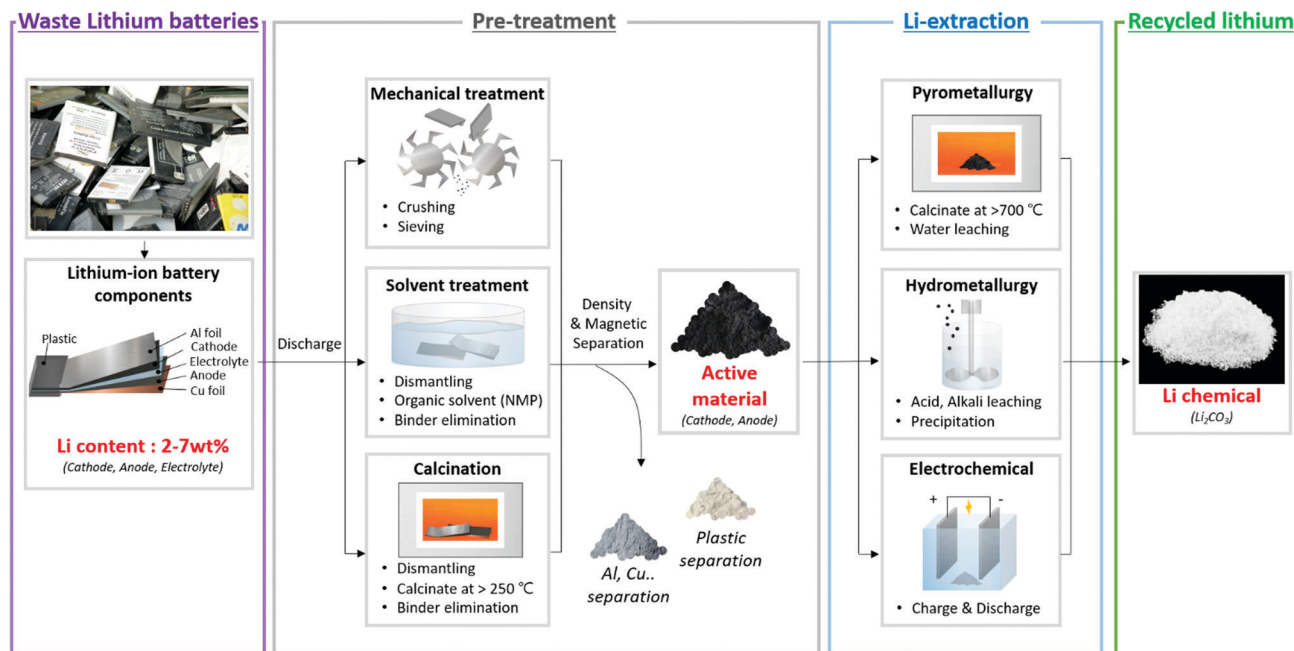 Waste Lithium batteries
Pre-treatment
Li-extraction
Recycled lithium
Lithium-ion battery
components
Plastic
Al foil
Cathode
Electrolyte
Anode
Cu foil
Li content : 2-7wt%
(Cathode, Anode, Electrolyte)
Discharge
Mechanical treatment
• Crushing
• Sieving
Solvent treatment
• Dismantling
• Organic solvent (NMP)
• Binder elimination
Calcination
• Dismantling
• Calcinate at > 250 ℃
• Binder elimination
Density
& Magnetic
Separation
Al, Cu..
separation
Plastic
separation
Active
material
(Cathode, Anode)
Pyrometallurgy
• Calcinate at >700 ℃
• Water leaching
Hydrometallurgy
• Acid, Alkali leaching
• Precipitation
Electrochemical
+ -
• Charge & Discharge
Li chemical
(Li₂CO₃)